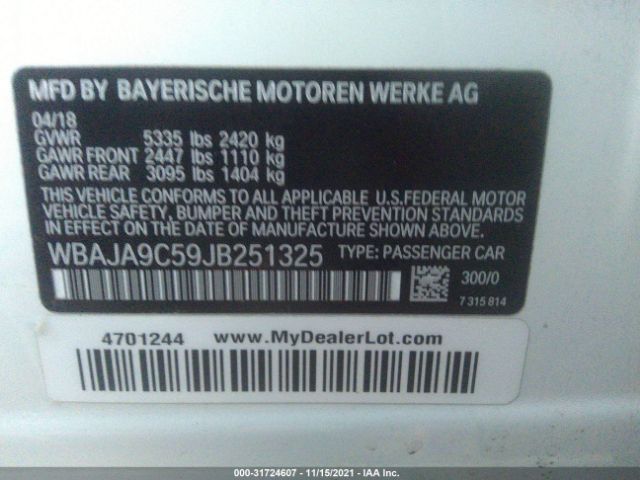 MFD BY BAYERISCHE MOTOREN WERKE AG
04/18
GVWR 5335 lbs 2420 kg
GAWR FRONT 2447 lbs 1110 kg
GAWR REAR 3095 lbs 1404 kg
THIS VEHICLE CONFORMS TO ALL APPLICABLE U.S.FEDERAL MOTOR
VEHICLE SAFETY, BUMPER AND THEFT PREVENTION STANDARDS
IN EFFECT ON THE DATE OF MANUFACTURE SHOWN ABOVE.
WBAJA9C59JB251325 TYPE: PASSENGER CAR
300/0
7 315 814
4701244 www.MyDealerLot.com
000-31724607 - 11/15/2021 - IAA Inc.